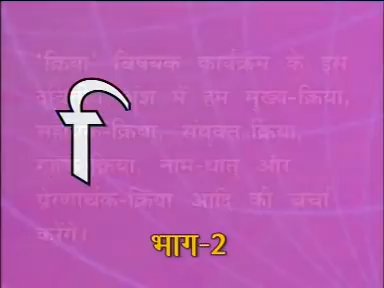 "क्रिया" विषयक कार्यक्रम के इस
में हम मुख्य-क्रिया,
संयुक्त क्रिया,
नाम-धातु और
प्रेरणार्थक-क्रिया आदि की चर्चा
करेंगे।
भाग-2